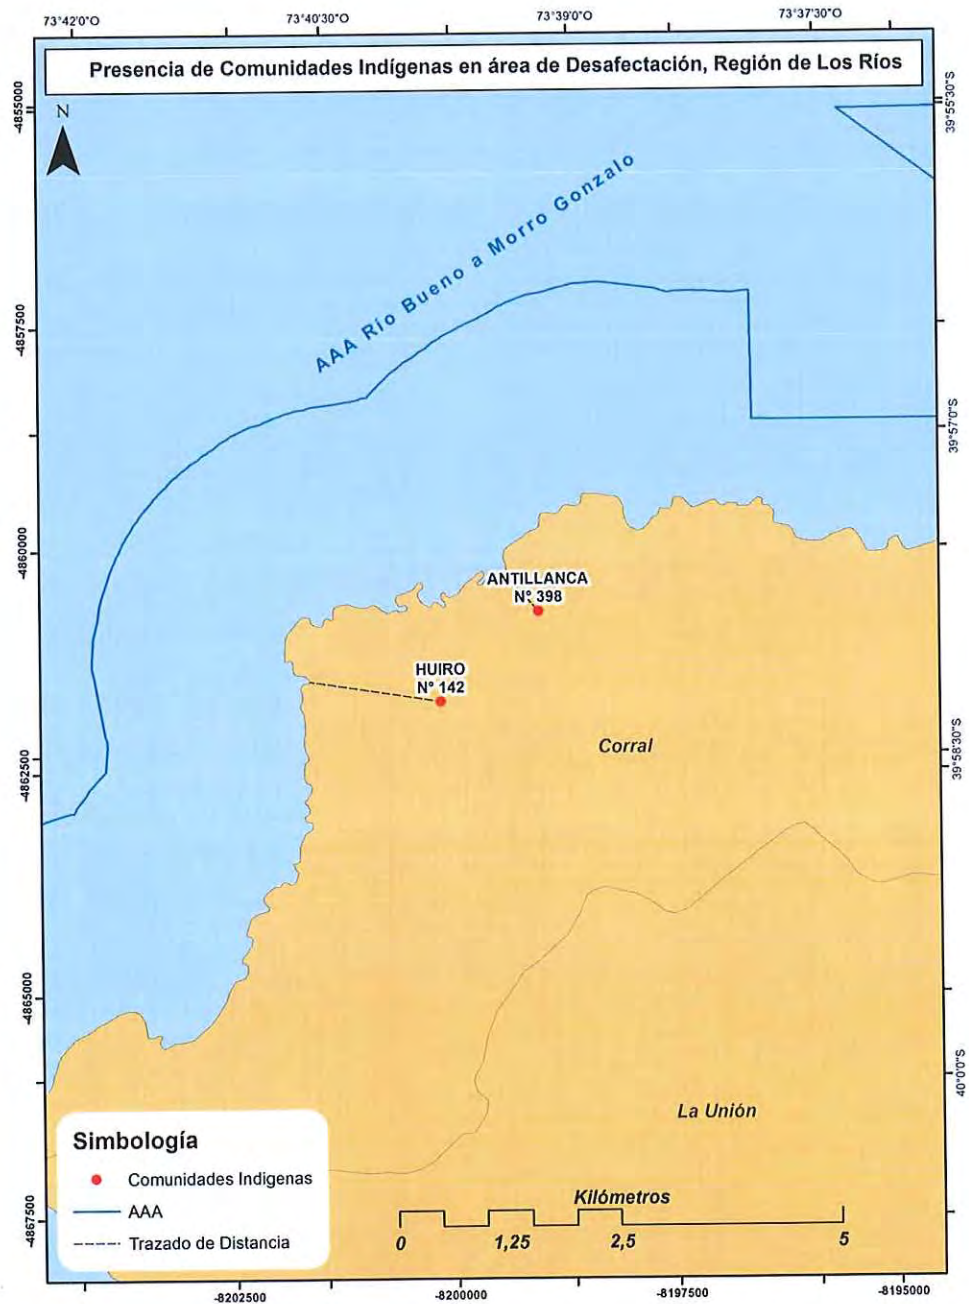 73°42'0"O
73°40'30"O
73°39'0"O
73°37'30"O
Presencia de Comunidades Indígenas en área de Desafectación, Región de Los Ríos
N
4855000
39°55'30"S
AAA Río Bueno a Morro Gonzalo
4857500
39°57'0"S
4860000
ANTILLANCA
N° 398
HUIRO
N° 142
Corral
39°58'30"S
4862500
4865000
40°0'0"S
La Unión
Simbología
Comunidades Indigenas
AAA
Trazado de Distancia
Kilómetros
0 1,25 2,5 5
4867500
-8202500
-8200000
-8197500
-8195000